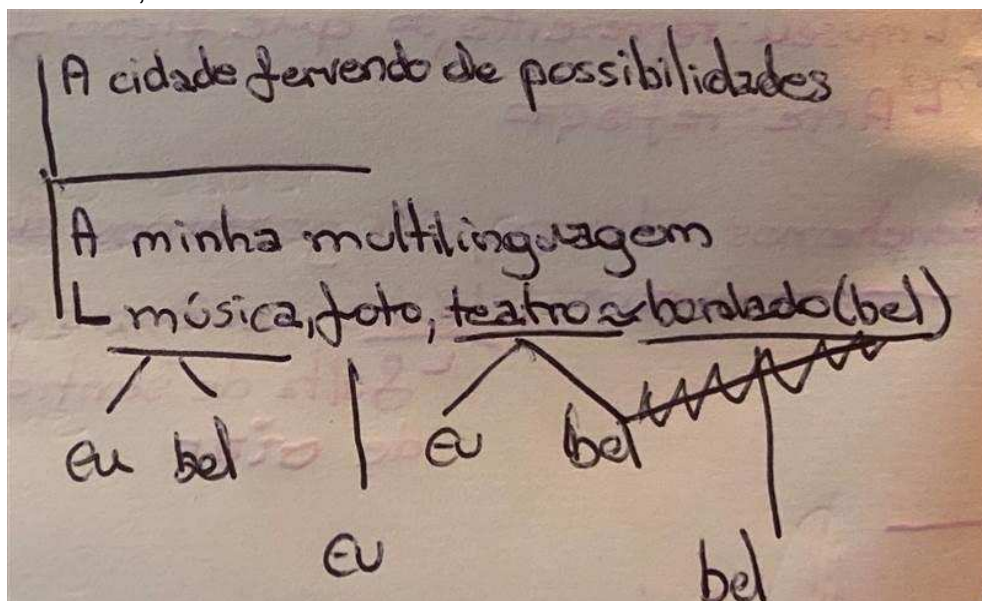 A cidade fervendo de possibilidades
A minha multilinguagem
L música, foto, teatro ~ bordado (bel)
eu bel eu bel
eu bel